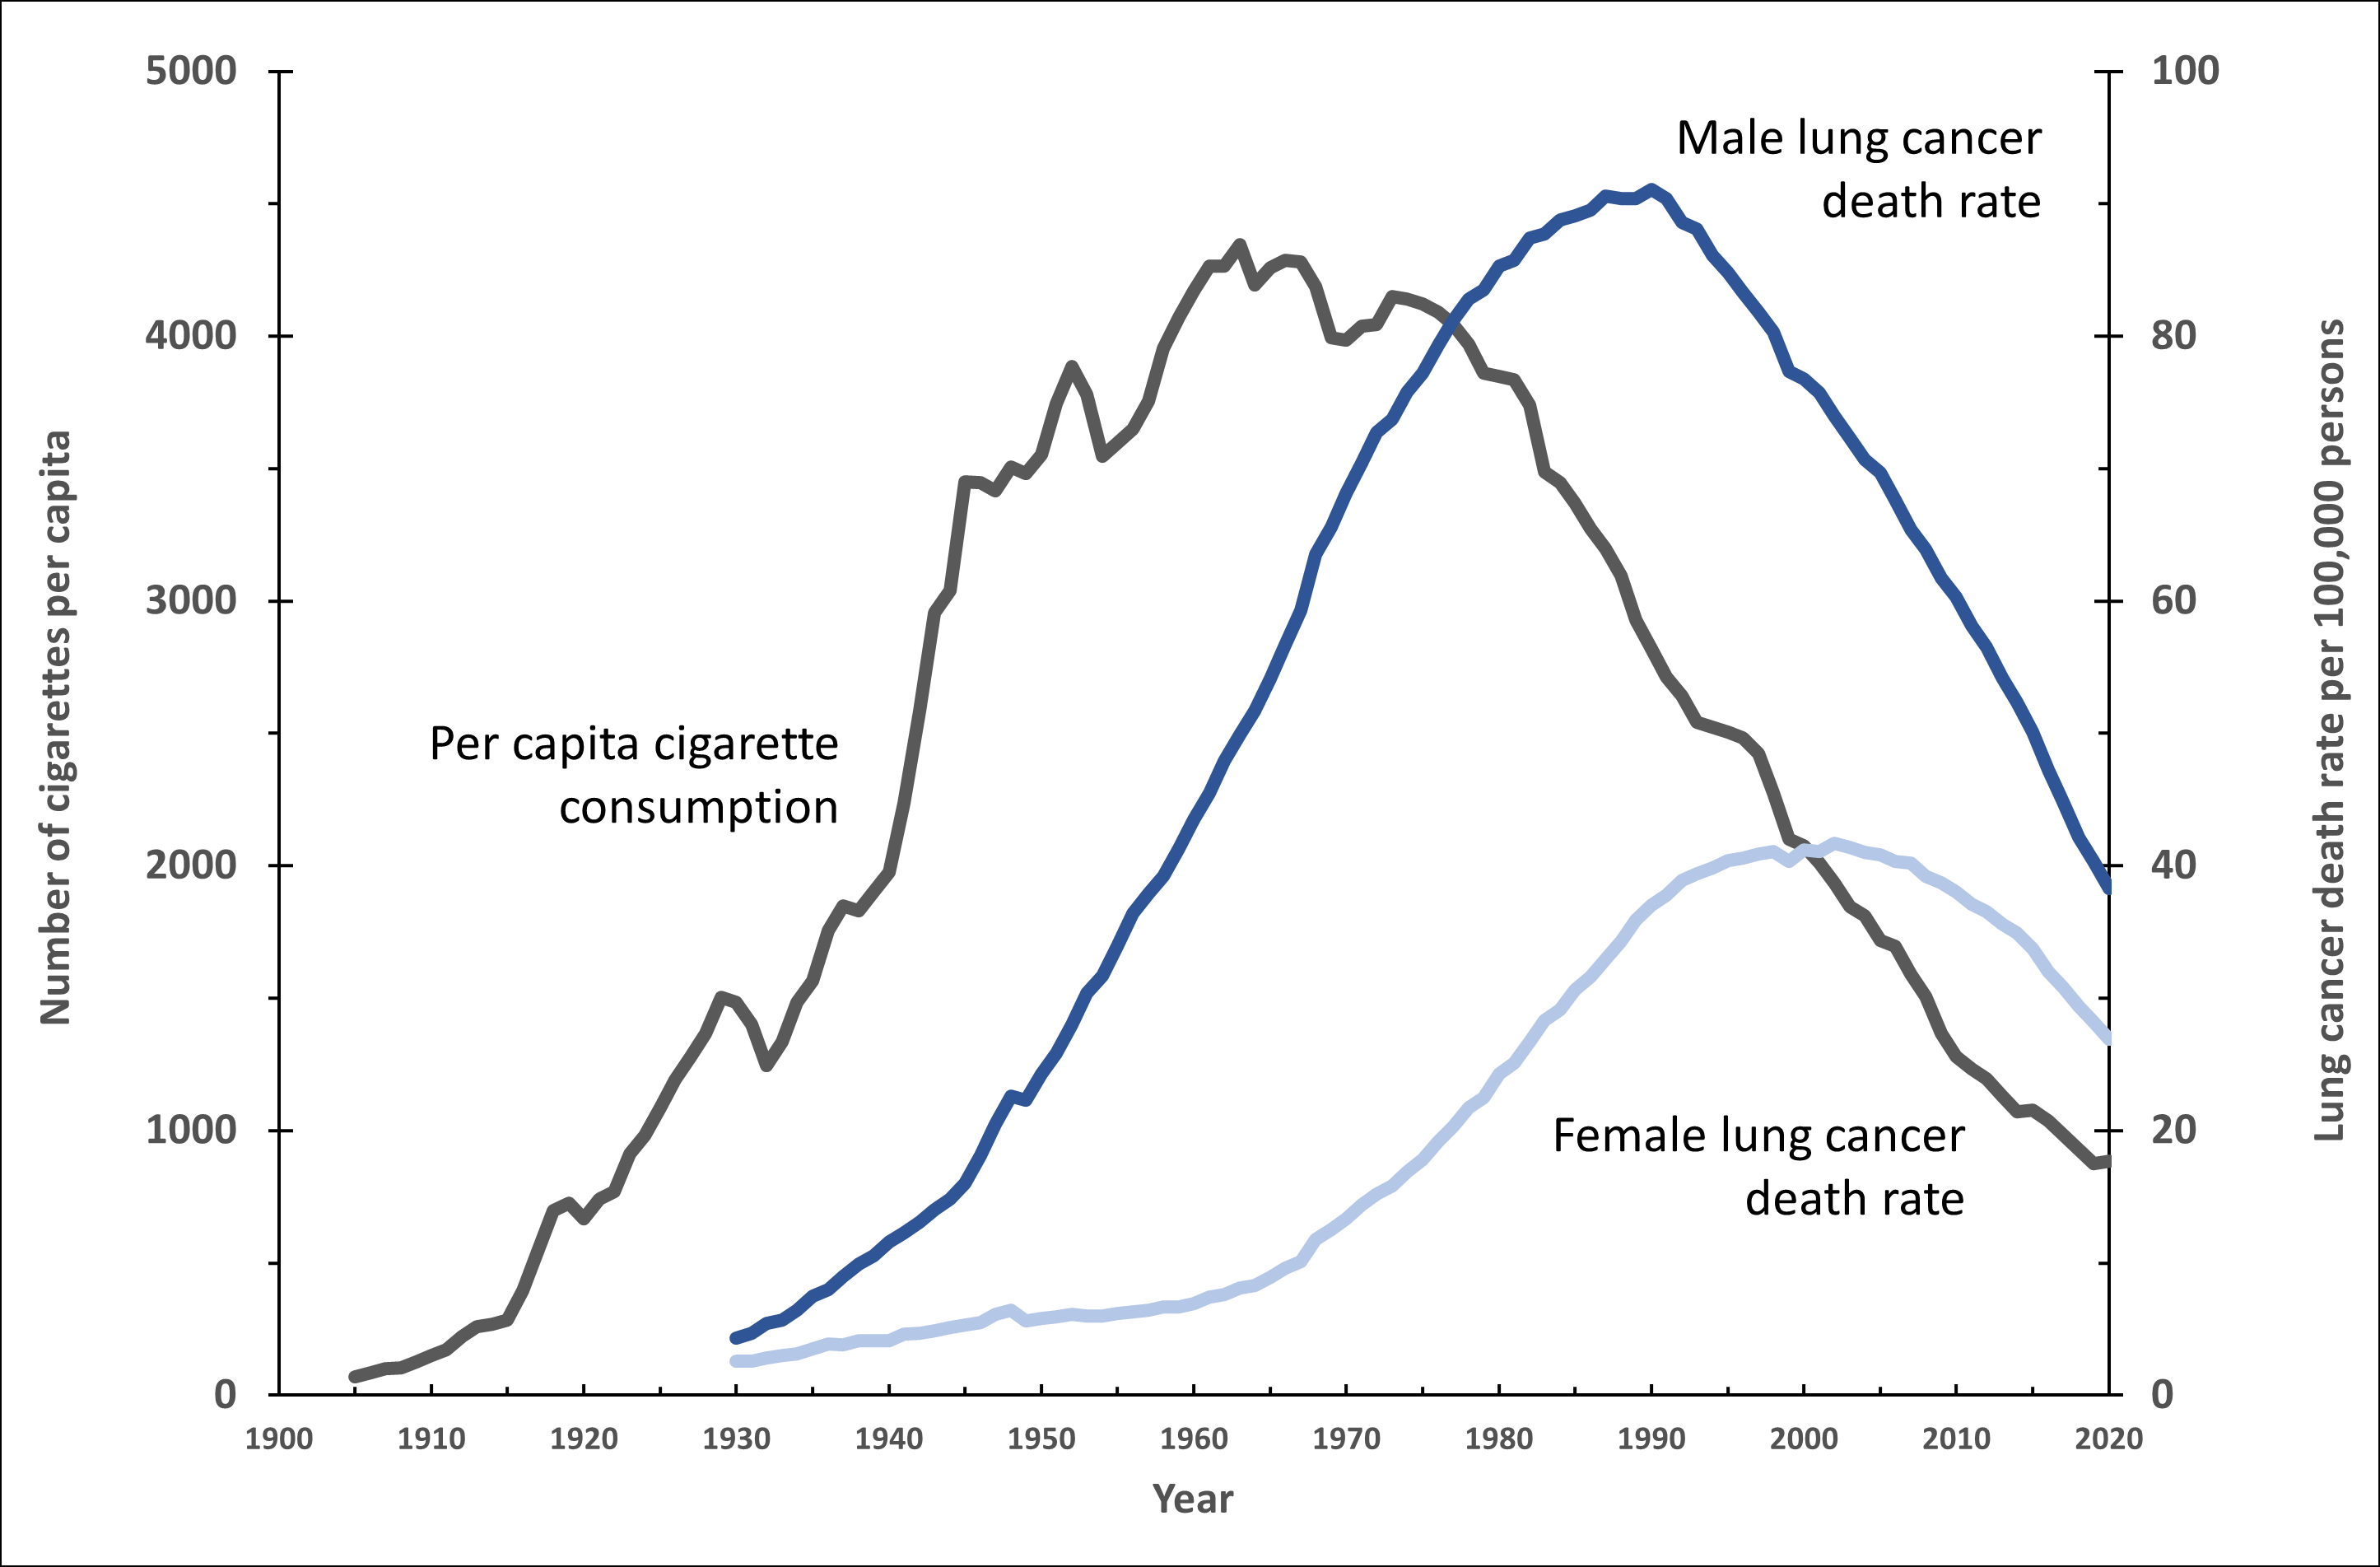 5000
4000
3000
2000
1000
0
Number of cigarettes per capita
Per capita cigarette
consumption
Male lung cancer
death rate
Female lung cancer
death rate
100
80
60
40
20
0
Lung cancer death rate per 100,000 persons
1900 1910 1920 1930 1940 1950 1960 1970 1980 1990 2000 2010 2020
Year